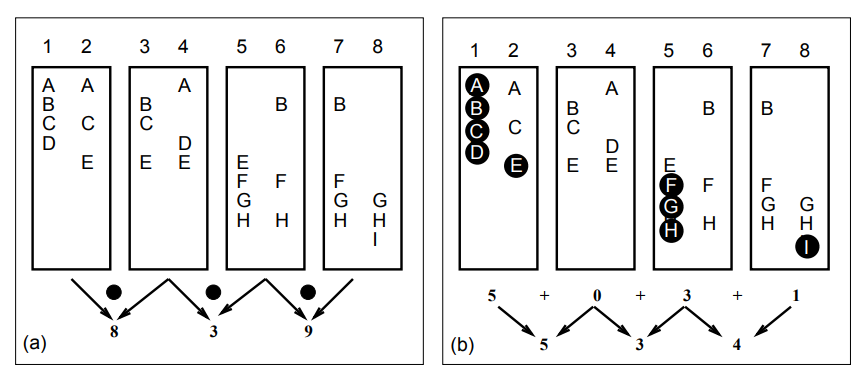 1 2 3 4 5 6 7 8
A A A
B B B B
C C C
D D
E E E E
F F F
G G G
H H H H
I
8 3 9
(a)
1 2 3 4 5 6 7 8
A A A
B B B B
C C C
D D
E E E E
F F F
G G G
H H H H
I
5 + 0 + 3 + 1
5 3 4
(b)